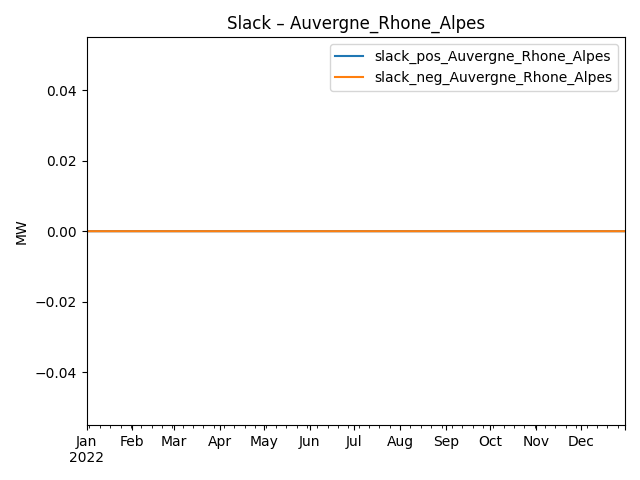 Slack – Auvergne_Rhone_Alpes
slack_pos_Auvergne_Rhone_Alpes
slack_neg_Auvergne_Rhone_Alpes
0.04
0.02
0.00
−0.02
−0.04
MW
Jan Feb Mar Apr May Jun Jul Aug Sep Oct Nov Dec
2022